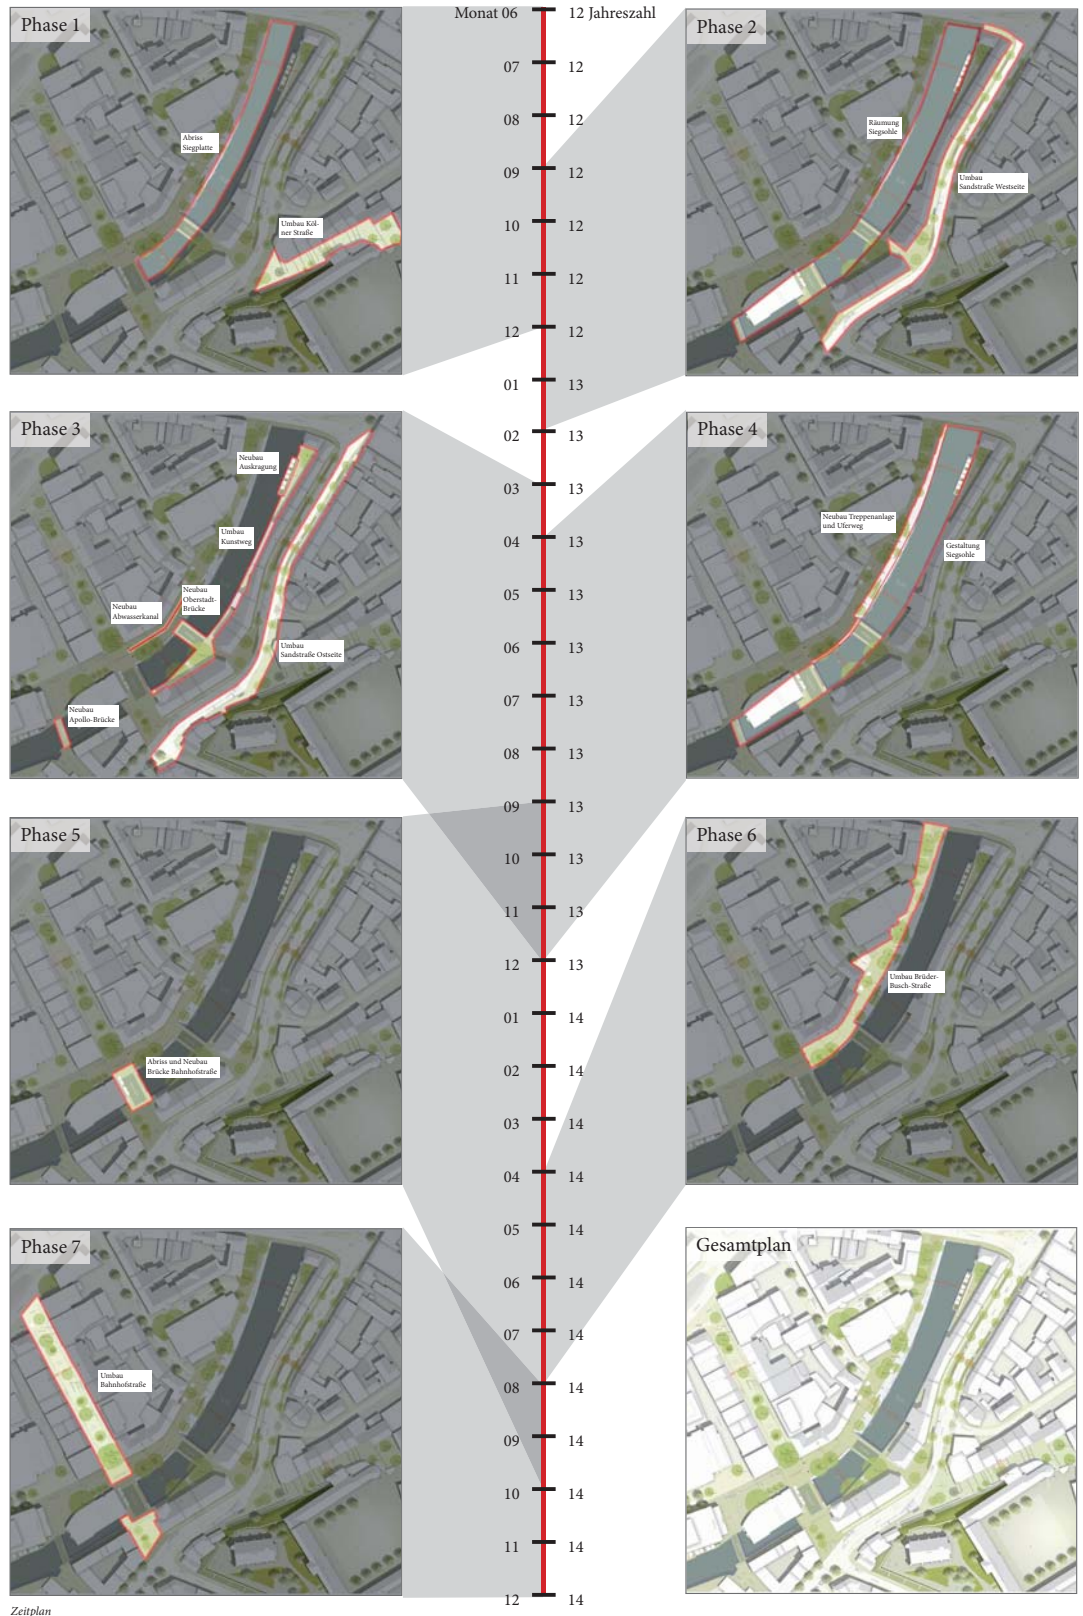 Phase 1
Abriss
Siegplatte
Umbau Köl-
ner Straße
Monat 06 12 Jahreszahl
07 12
08 12
09 12
10 12
11 12
12 12
01 13
02 13
03 13
04 13
05 13
06 13
07 13
08 13
09 13
10 13
11 13
12 13
01 14
02 14
03 14
04 14
05 14
06 14
07 14
08 14
09 14
10 14
11 14
12 14
Phase 2
Räumung
Siegsohle
Umbau
Sandstraße Westseite
Phase 3
Neubau
Auskragung
Umbau
Kunstweg
Neubau
Oberstadt-
Brücke
Neubau
Abwasserkanal
Umbau
Sandstraße Ostseite
Neubau
Apollo-Brücke
Phase 4
Neubau Treppenanlage
und Uferweg
Gestaltung
Siegsohle
Phase 5
Abriss und Neubau
Brücke Bahnhofstraße
Phase 6
Umbau Brüder-
Busch-Straße
Phase 7
Umbau
Bahnhofstraße
Gesamtplan
Zeitplan